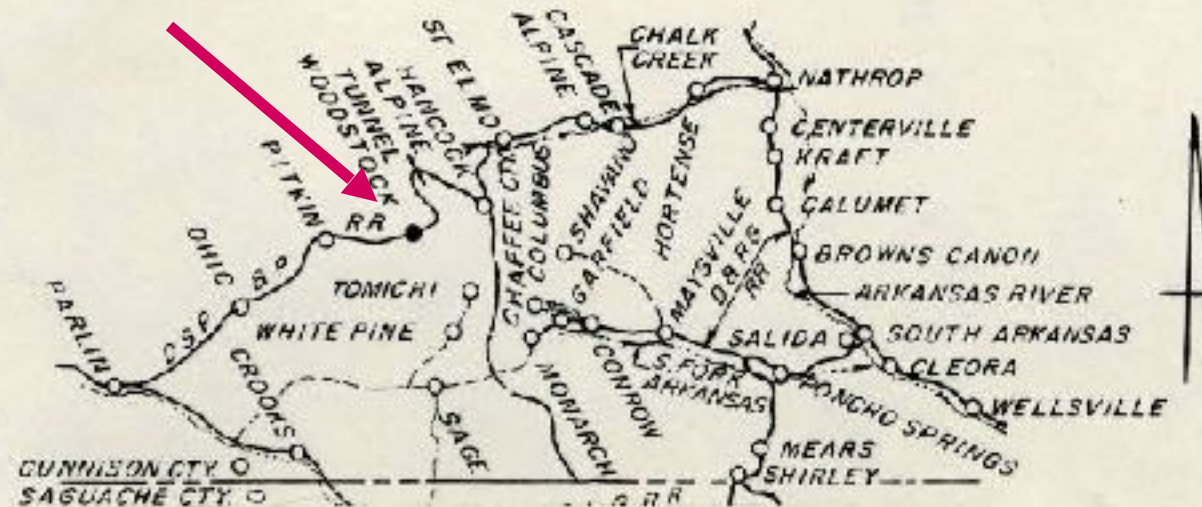 ST ELMO
CASCADE
ALPINE
CHALK
CREEK
NATHROP
HANCOCK
ALPINE
TUNNEL
WOODSTOCK
CENTERVILLE
KRAFT
PITKIN
RR
CHAFFEE CTY.
COLUMBUS
SHAVANO
GARFIELD
HORTENSE
CALUMET
OHIO
MAYSVILLE
D & RG
RR
BROWNS CANON
TOMICHI
ARKANSAS RIVER
PARLIN
WHITE PINE
SALIDA
SOUTH ARKANSAS
CROOKS
MONARCH
CONROW
S. FORK
ARKANSAS
CLEORA
SAGE
PONCHO SPRINGS
WELLSVILLE
MEARS
GUNNISON CTY.
SHIRLEY
SAGUACHE CTY.